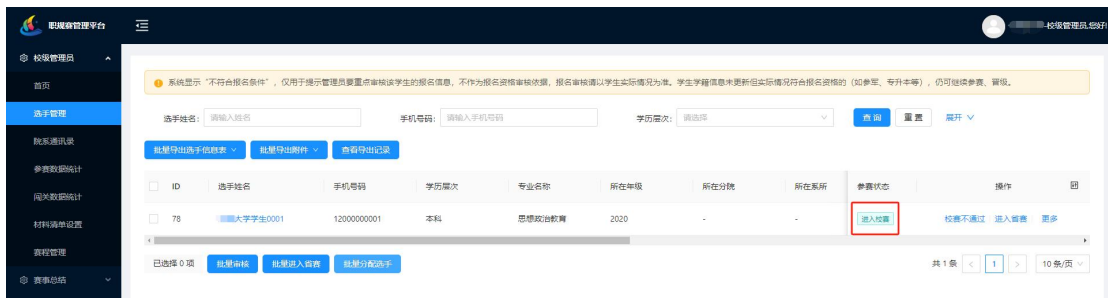 职规赛管理平台
-校级管理员,您好!
校级管理员
首页
选手管理
院系通讯录
参赛数据统计
闯关数据统计
材料清单设置
赛程管理
赛事总结
系统显示“不符合报名条件”，仅用于提示管理员要重点审核该学生的报名信息，不作为报名资格审核依据，报名审核请以学生实际情况为准。学生学籍信息未更新但实际情况符合报名资格的（如参军、专升本等），仍可继续参赛、晋级。
选手姓名: 请输入姓名 手机号码: 请输入手机号码 学历层次: 请选择 查询 重置 展开
批量导出选手信息表 批量导出附件 查看导出记录
ID 选手姓名 手机号码 学历层次 专业名称 所在年级 所在分院 所在系所 参赛状态 操作
78 大学学生0001 12000000001 本科 思想政治教育 2020 - - 进入校赛 校赛不通过 进入省赛 更多
已选择 0 项 批量审核 批量进入省赛 批量分配选手 共 1 条 < 1 > 10 条/页